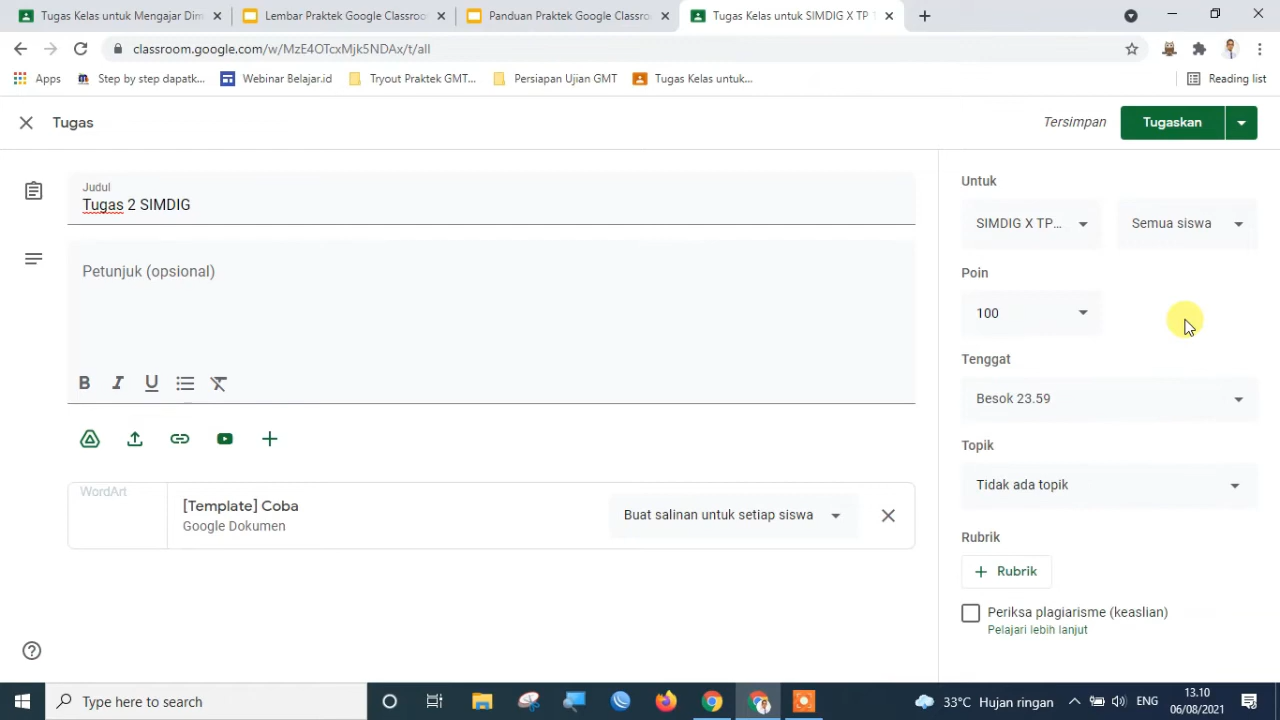 Tugas Kelas untuk Mengajar Dim
Lembar Praktek Google Classro
Panduan Praktek Google Classro
Tugas Kelas untuk SIMDIG X TP 1
classroom.google.com/w/MzE4OTcxMjk5NDAx/t/all
Apps
Step by step dapatk...
Webinar Belajar.id
Tryout Praktek GMT...
Persiapan Ujian GMT
Tugas Kelas untuk...
Reading list
Tugas
Tersimpan
Tugaskan
Judul
Tugas 2 SIMDIG
Petunjuk (opsional)
B I U
WordArt
[Template] Coba
Google Dokumen
Buat salinan untuk setiap siswa
Untuk
SIMDIG X TP...
Semua siswa
Poin
100
Tenggat
Besok 23.59
Topik
Tidak ada topik
Rubrik
+ Rubrik
Periksa plagiarisme (keaslian)
Pelajari lebih lanjut
Type here to search
33°C Hujan ringan
ENG
13.10
06/08/2021